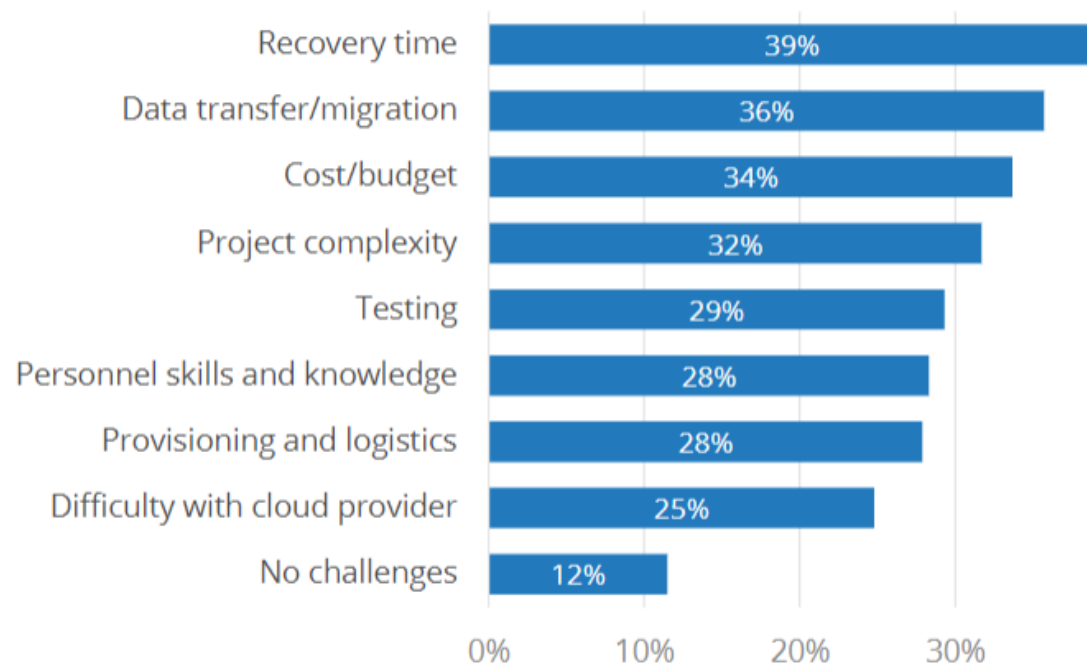 Recovery time 39%
Data transfer/migration 36%
Cost/budget 34%
Project complexity 32%
Testing 29%
Personnel skills and knowledge 28%
Provisioning and logistics 28%
Difficulty with cloud provider 25%
No challenges 12%
0% 10% 20% 30%